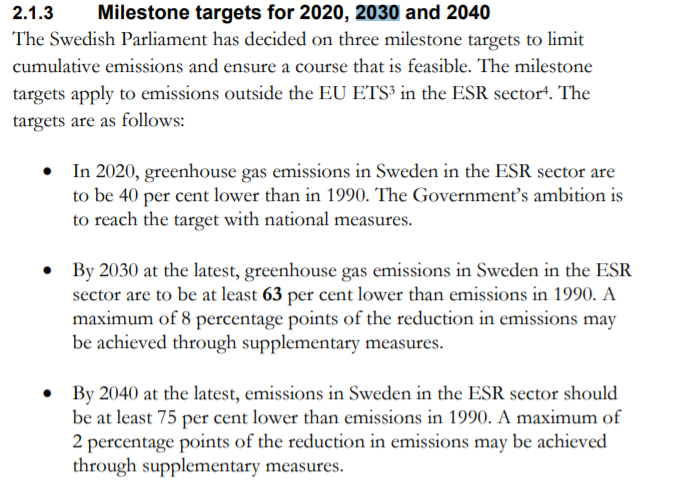 2.1.3 Milestone targets for 2020, 2030 and 2040
The Swedish Parliament has decided on three milestone targets to limit
cumulative emissions and ensure a course that is feasible. The milestone
targets apply to emissions outside the EU ETS³ in the ESR sector⁴. The
targets are as follows:
• In 2020, greenhouse gas emissions in Sweden in the ESR sector are
to be 40 per cent lower than in 1990. The Government’s ambition is
to reach the target with national measures.
• By 2030 at the latest, greenhouse gas emissions in Sweden in the ESR
sector are to be at least 63 per cent lower than emissions in 1990. A
maximum of 8 percentage points of the reduction in emissions may
be achieved through supplementary measures.
• By 2040 at the latest, emissions in Sweden in the ESR sector should
be at least 75 per cent lower than emissions in 1990. A maximum of
2 percentage points of the reduction in emissions may be achieved
through supplementary measures.